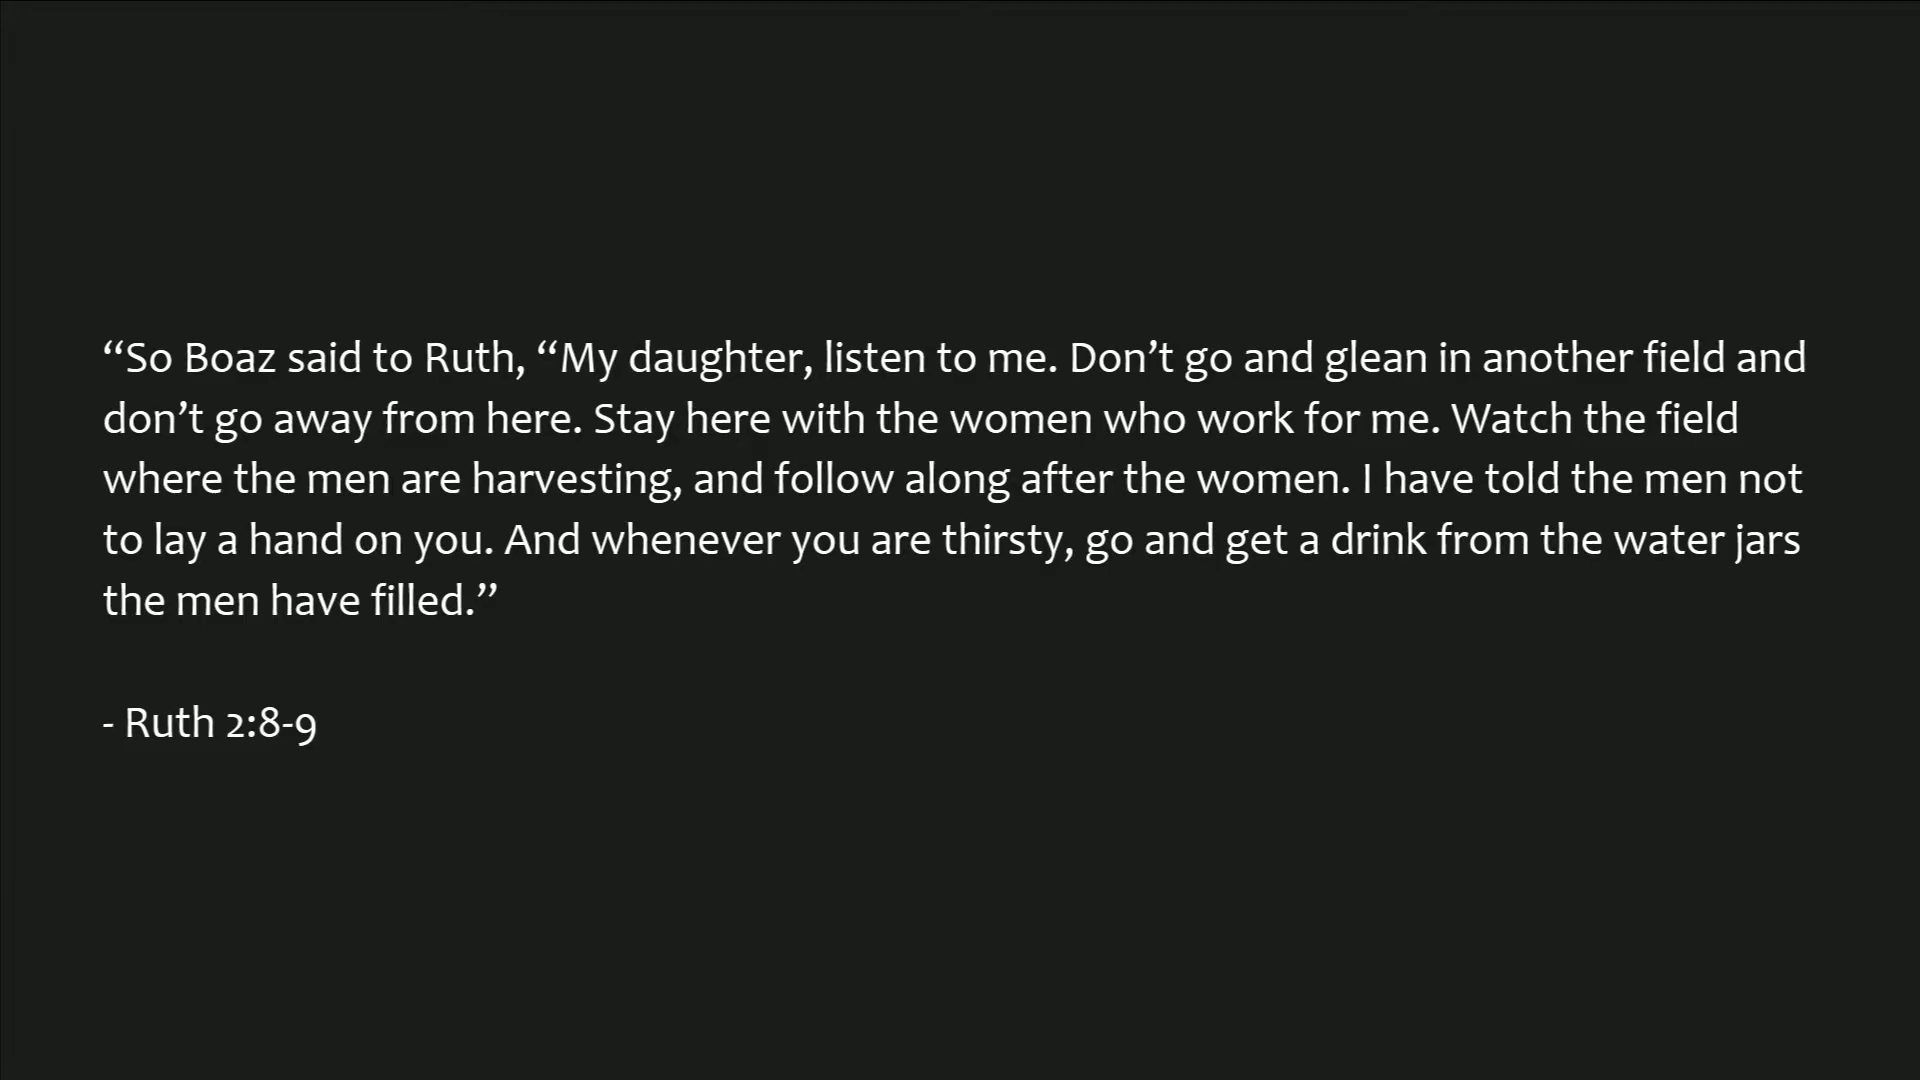 “So Boaz said to Ruth, “My daughter, listen to me. Don’t go and glean in another field and
don’t go away from here. Stay here with the women who work for me. Watch the field
where the men are harvesting, and follow along after the women. I have told the men not
to lay a hand on you. And whenever you are thirsty, go and get a drink from the water jars
the men have filled.”
- Ruth 2:8-9